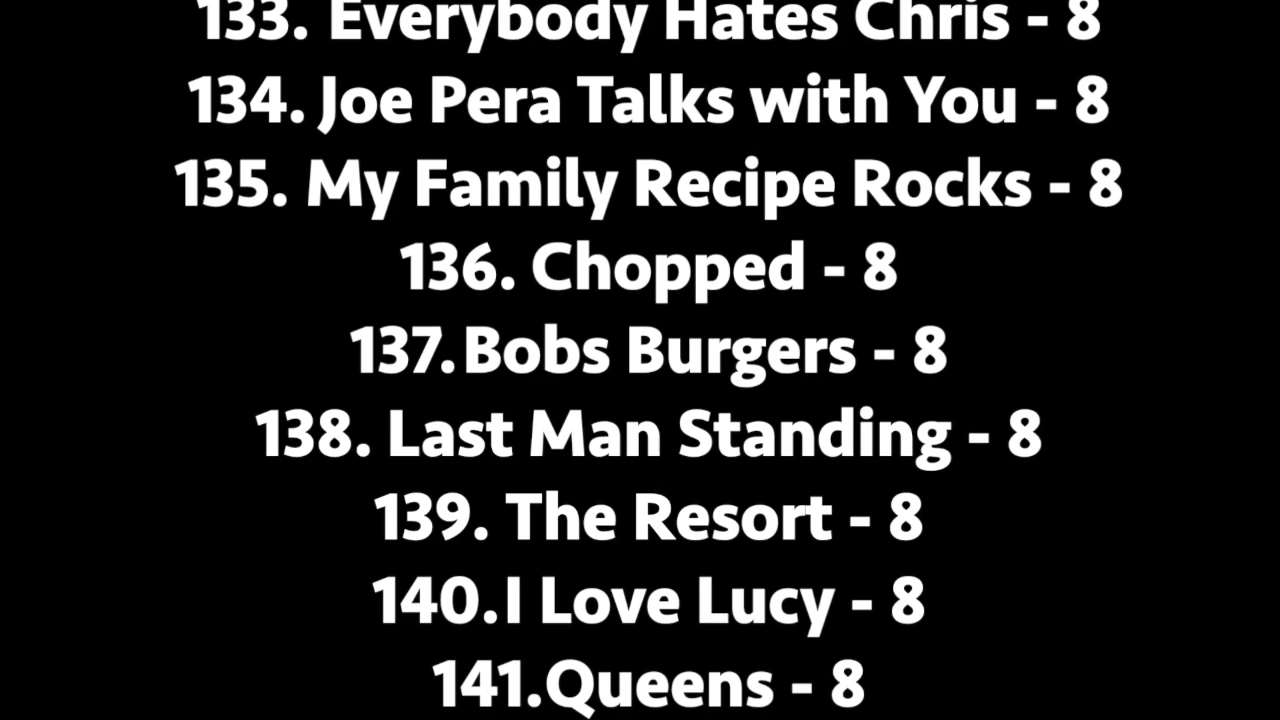 133. Everybody Hates Chris - 8
134. Joe Pera Talks with You - 8
135. My Family Recipe Rocks - 8
136. Chopped - 8
137.Bobs Burgers - 8
138. Last Man Standing - 8
139. The Resort - 8
140.I Love Lucy - 8
141.Queens - 8